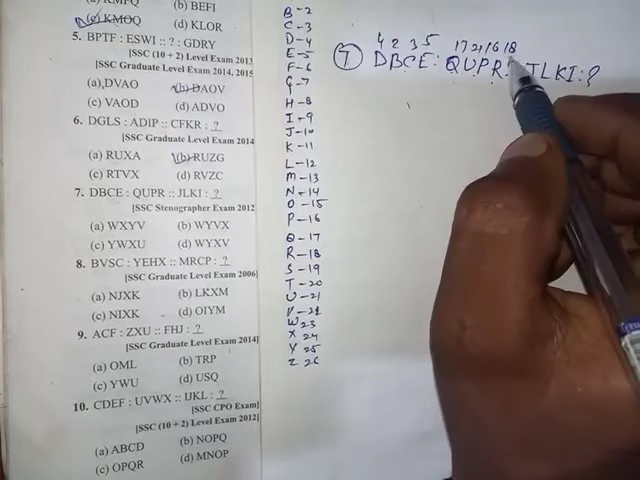 (a) KMPQ (b) BEFI
(c) KMOQ (d) KLOR
5. BPTF : ESWI :: ? : GDRY
[SSC (10 + 2) Level Exam 2013
[SSC Graduate Level Exam 2014, 2015
(a) DVAO (b) DAOV
(c) VAOD (d) ADVO
6. DGLS : ADIP :: CFKR : ?
[SSC Graduate Level Exam 2014
(a) RUXA (b) RUZG
(c) RTVX (d) RVZC
7. DBCE : QUPR :: JLKI : ?
[SSC Stenographer Exam 2012
(a) WXYV (b) WYVX
(c) YWXU (d) WYXV
8. BVSC : YEHX :: MRCP : ?
[SSC Graduate Level Exam 2006]
(a) NJXK (b) LKXM
(c) NIXK (d) OIYM
9. ACF : ZXU :: FHJ : ?
[SSC Graduate Level Exam 2014]
(a) OML (b) TRP
(c) YWU (d) USQ
10. CDEF : UVWX :: IJKL : ?
[SSC CPO Exam]
[SSC (10 + 2) Level Exam 2012]
(a) ABCD (b) NOPQ
(c) OPQR (d) MNOP
B-2
C-3
D-4
E-5
F-6
G-7
H-8
I-9
J-10
K-11
L-12
M-13
N-14
O-15
P-16
Q-17
R-18
S-19
T-20
U-21
W 23
X 24
Y 25
Z 26
4 2 3 5 17 21 16 18
7 DBCE : QUPR : JLKI : ?